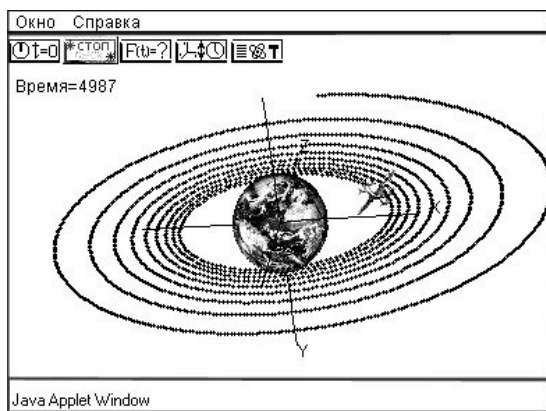 Окно Справка
t=0 СТОП F(t)=?
Время=4987
Z
X
Y
Java Applet Window